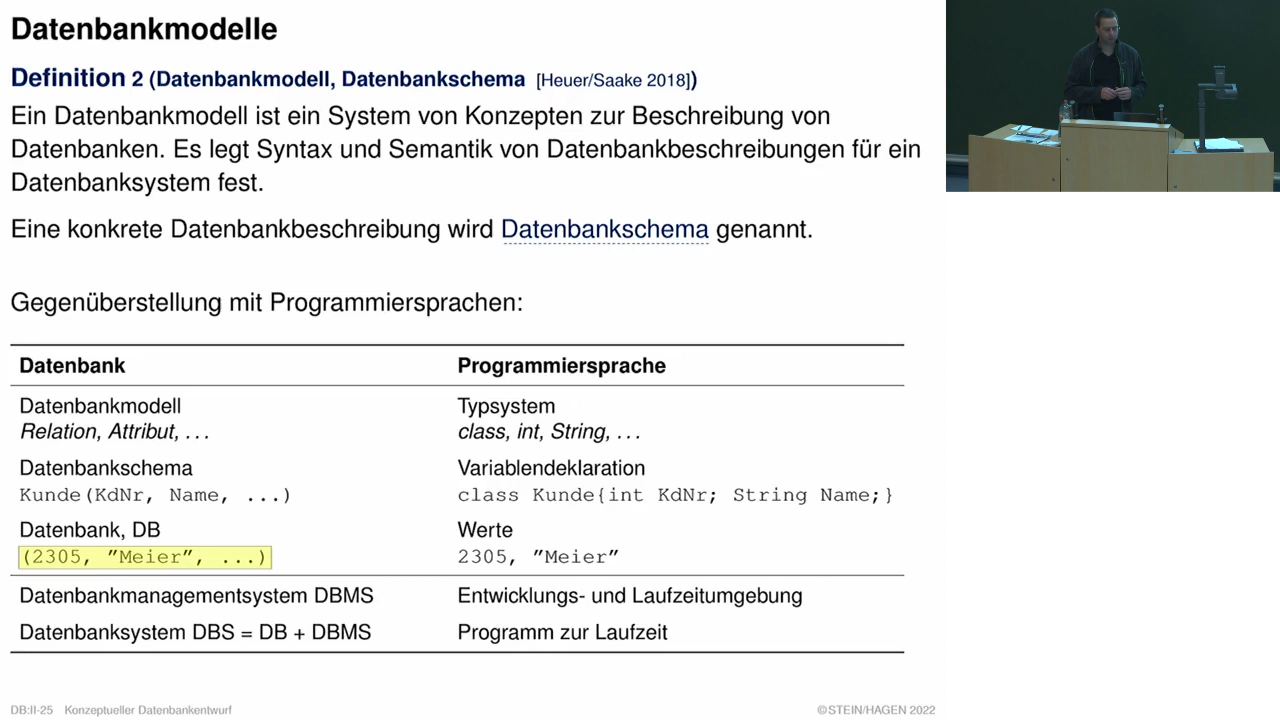 Datenbankmodelle
Definition 2 (Datenbankmodell, Datenbankschema [Heuer/Saake 2018])
Ein Datenbankmodell ist ein System von Konzepten zur Beschreibung von
Datenbanken. Es legt Syntax und Semantik von Datenbankbeschreibungen für ein
Datenbanksystem fest.
Eine konkrete Datenbankbeschreibung wird Datenbankschema genannt.
Gegenüberstellung mit Programmiersprachen:
Datenbank Programmiersprache
Datenbankmodell Typsystem
Relation, Attribut, . . . class, int, String, . . .
Datenbankschema Variablendeklaration
Kunde(KdNr, Name, ...) class Kunde{int KdNr; String Name;}
Datenbank, DB Werte
(2305, ”Meier”, ...) 2305, ”Meier”
Datenbankmanagementsystem DBMS Entwicklungs- und Laufzeitumgebung
Datenbanksystem DBS = DB + DBMS Programm zur Laufzeit
DB:II-25 Konzeptueller Datenbankentwurf ©STEIN/HAGEN 2022